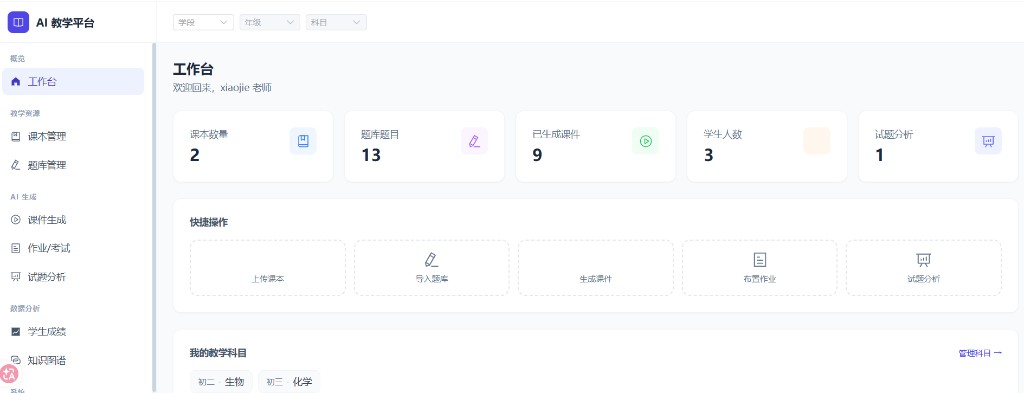 AI 教学平台
学段
年级
科目
概览
工作台
教学资源
课本管理
题库管理
AI 生成
课件生成
作业/考试
试题分析
数据分析
学生成绩
知识图谱
工作台
欢迎回来，xiaojie 老师
课本数量
2
题库题目
13
已生成课件
9
学生人数
3
试题分析
1
快捷操作
上传课本
导入题库
生成课件
布置作业
试题分析
我的教学科目
管理科目 →
初二 生物
初三 化学